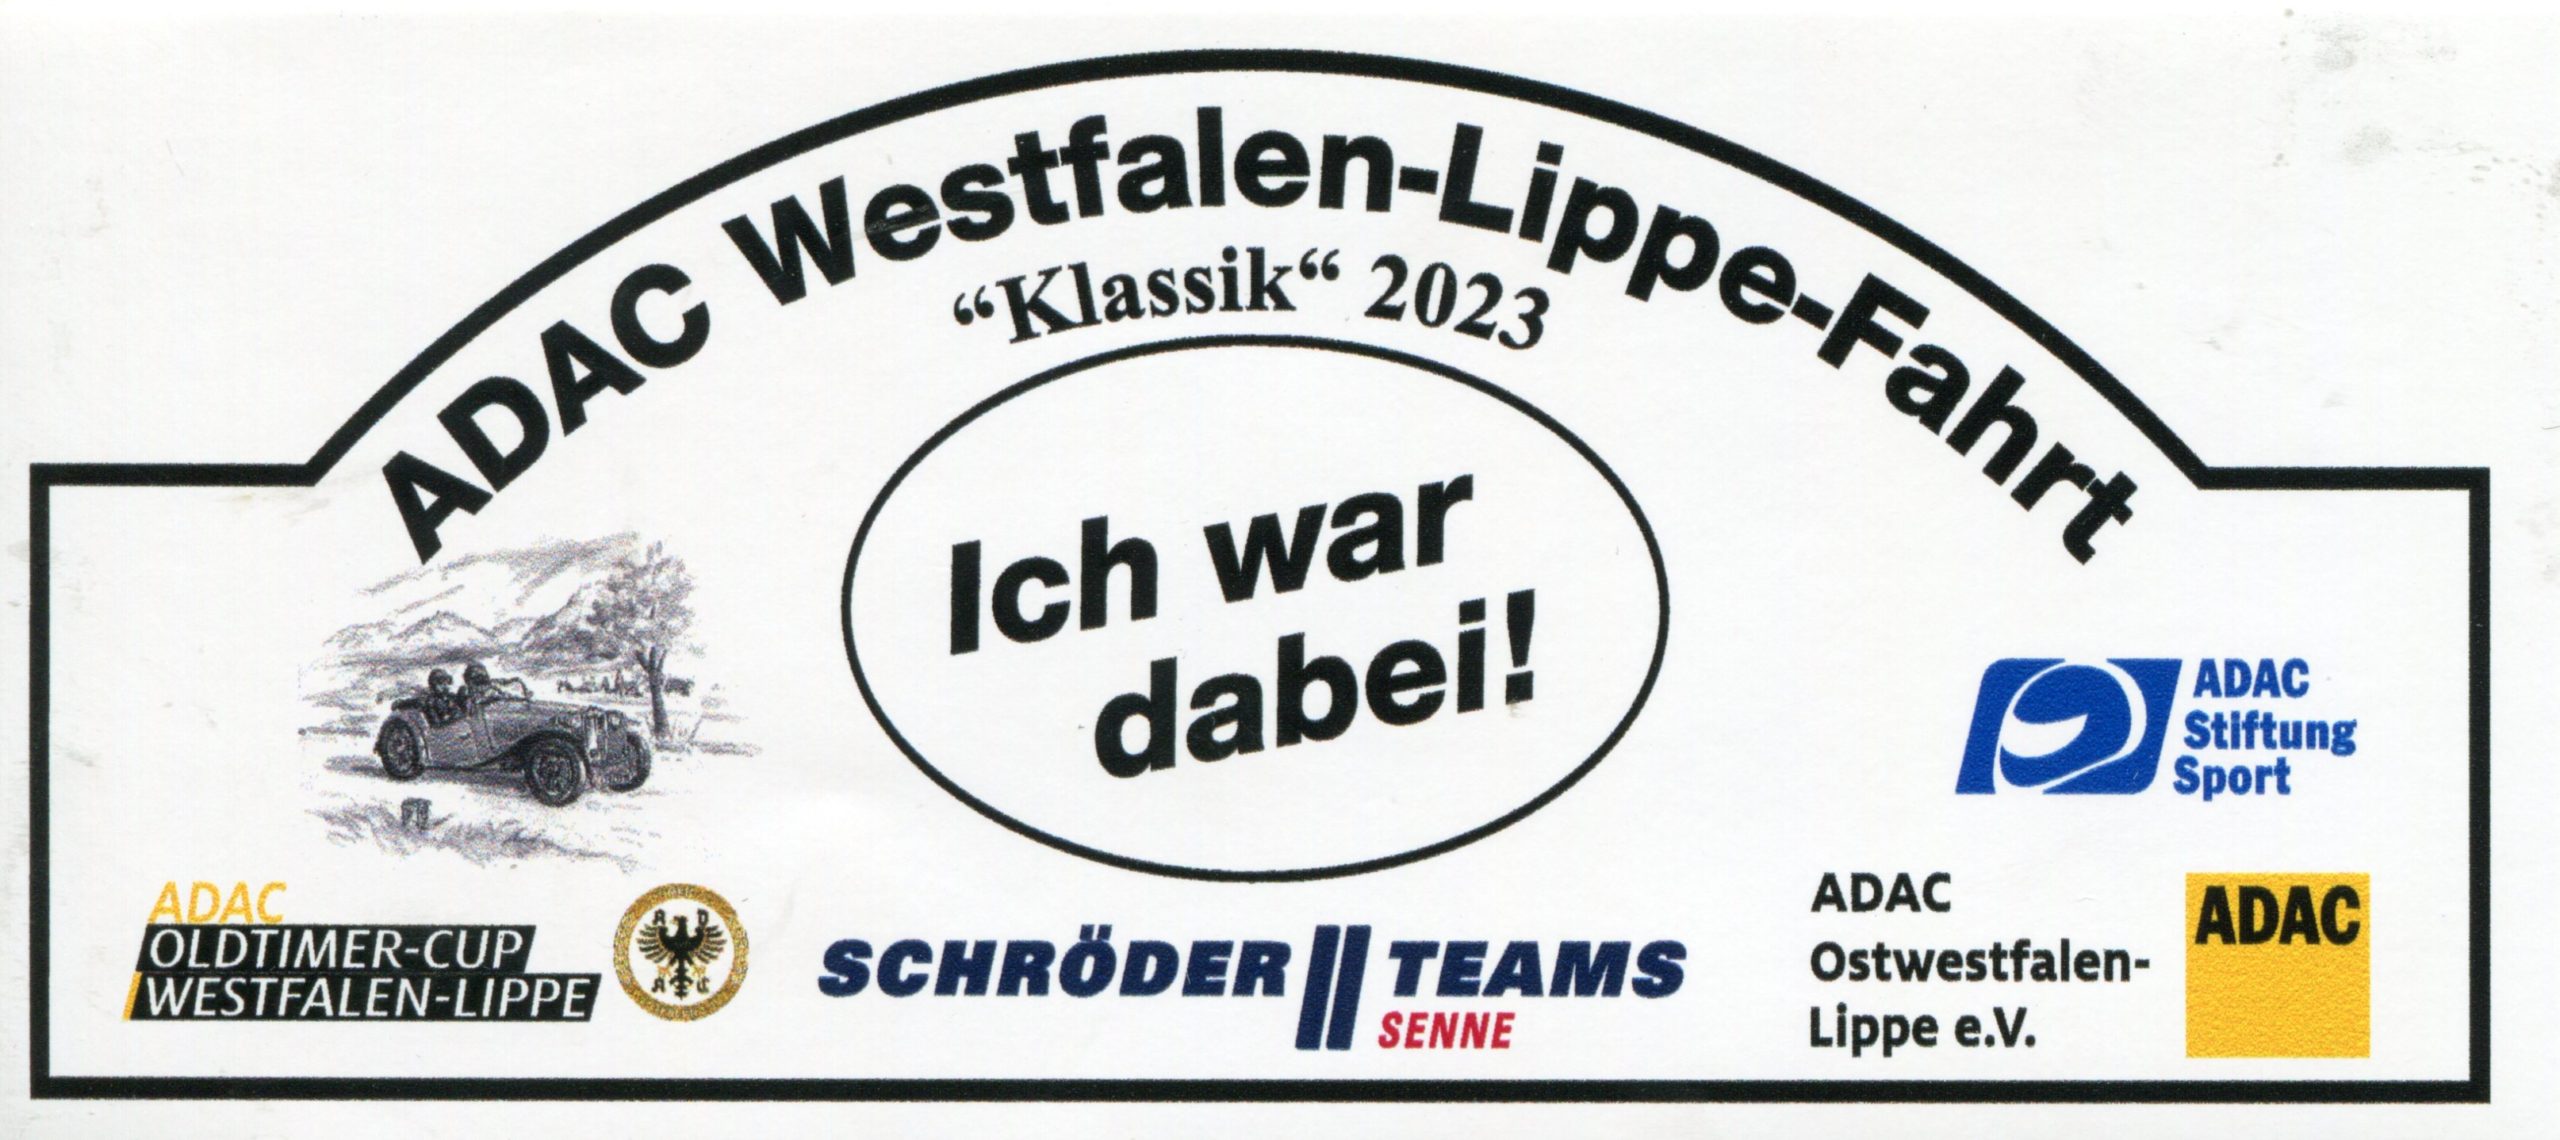 ADAC Westfalen-Lippe-Fahrt
“Klassik“ 2023
Ich war
dabei!
ADAC
Stiftung
Sport
ADAC
OLDTIMER-CUP
WESTFALEN-LIPPE
A D
A C
SCHRÖDER TEAMS
SENNE
ADAC
Ostwestfalen-
Lippe e.V.
ADAC